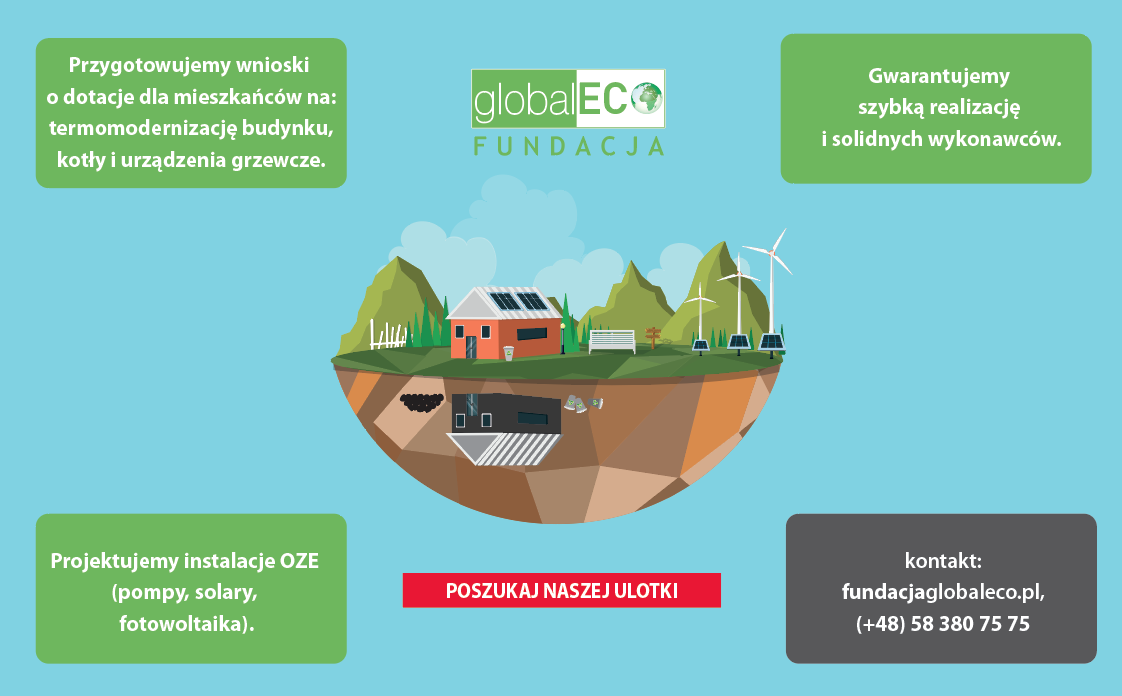 Przygotowujemy wnioski
o dotacje dla mieszkańców na:
termomodernizację budynku,
kotły i urządzenia grzewcze.
globalECO
FUNDACJA
Gwarantujemy
szybką realizację
i solidnych wykonawców.
Projektujemy instalacje OZE
(pompy, solary,
fotowoltaika).
POSZUKAJ NASZEJ ULOTKI
kontakt:
fundacjaglobaleco.pl,
(+48) 58 380 75 75